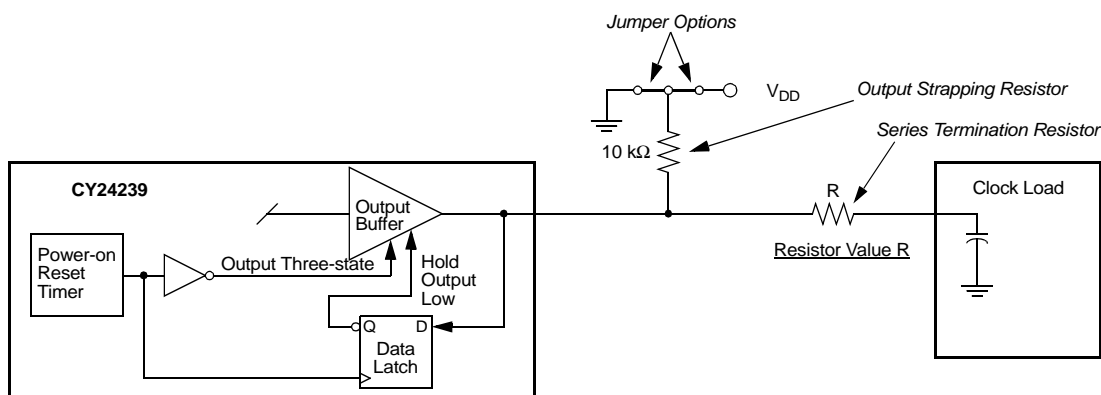 Jumper Options
V_DD
Output Strapping Resistor
10 kΩ
Series Termination Resistor
R
Resistor Value R
Clock Load
CY24239
Output
Buffer
Power-on
Reset
Timer
Output Three-state
Hold
Output
Low
Q
D
Data
Latch